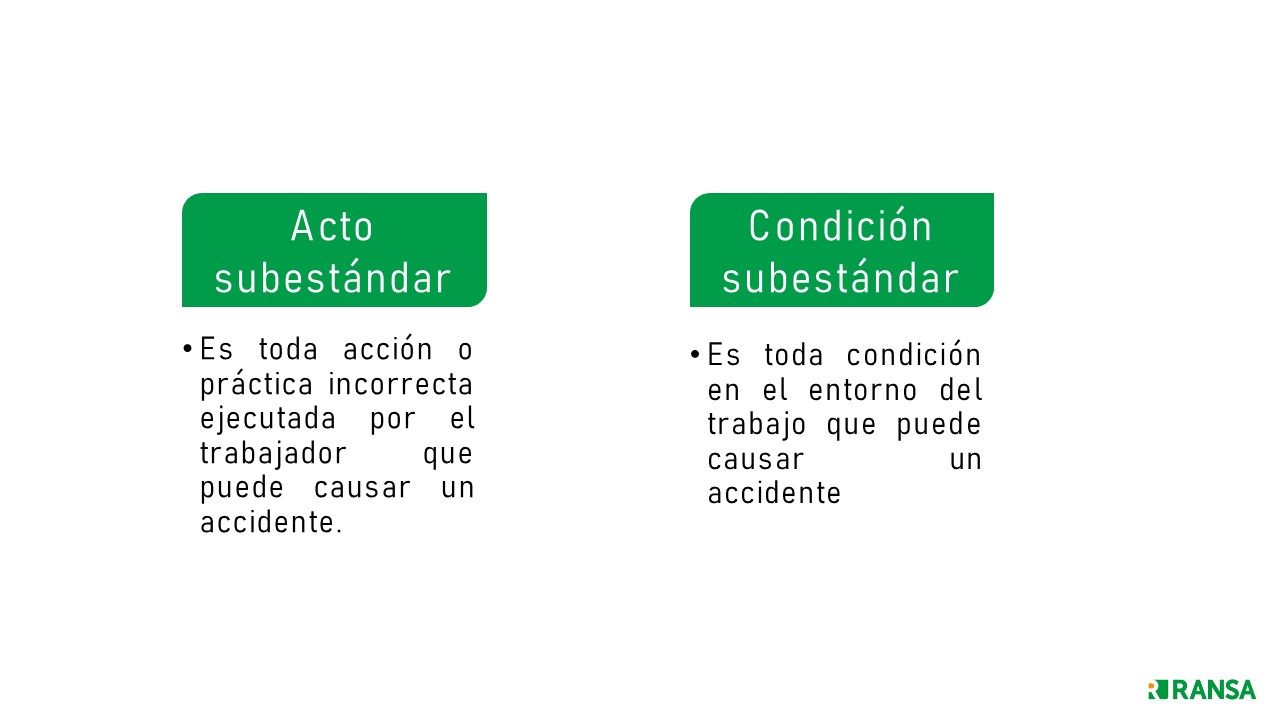 Acto
subestándar
• Es toda acción o
práctica incorrecta
ejecutada por el
trabajador que
puede causar un
accidente.
Condición
subestándar
• Es toda condición
en el entorno del
trabajo que puede
causar un
accidente
RANSA